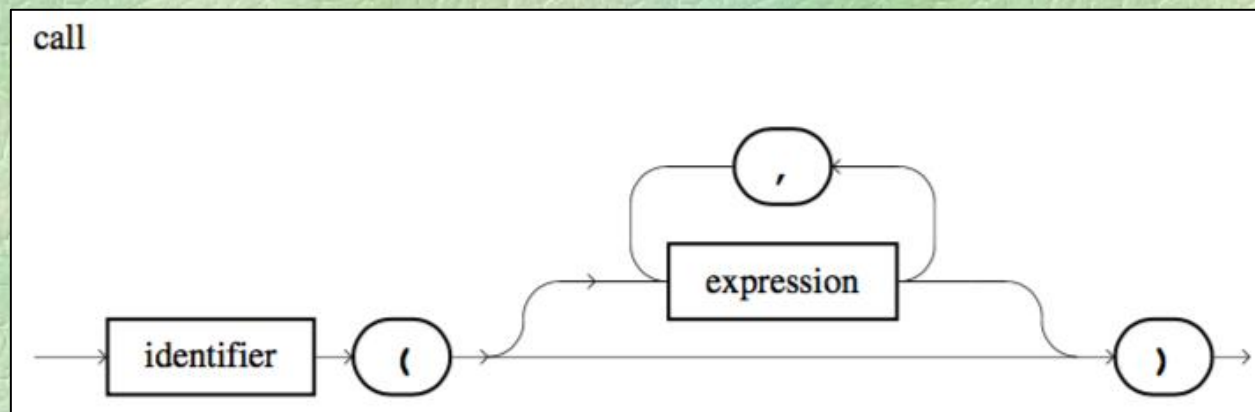 call
,
expression
identifier ( )